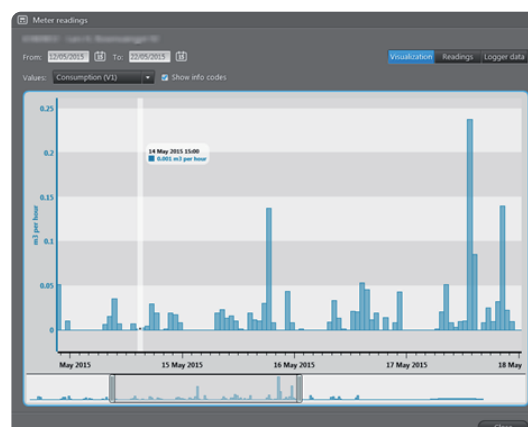 Meter readings
From: 12/05/2015 To: 22/05/2015
Visualization Readings Logger data
Values: Consumption (V1) Show info codes
0.25
0.2
0.15
0.1
0.05
0
m3 per hour
14 May 2015 15:00
0.001 m3 per hour
May 2015 15 May 2015 16 May 2015 17 May 2015 18 May
Close